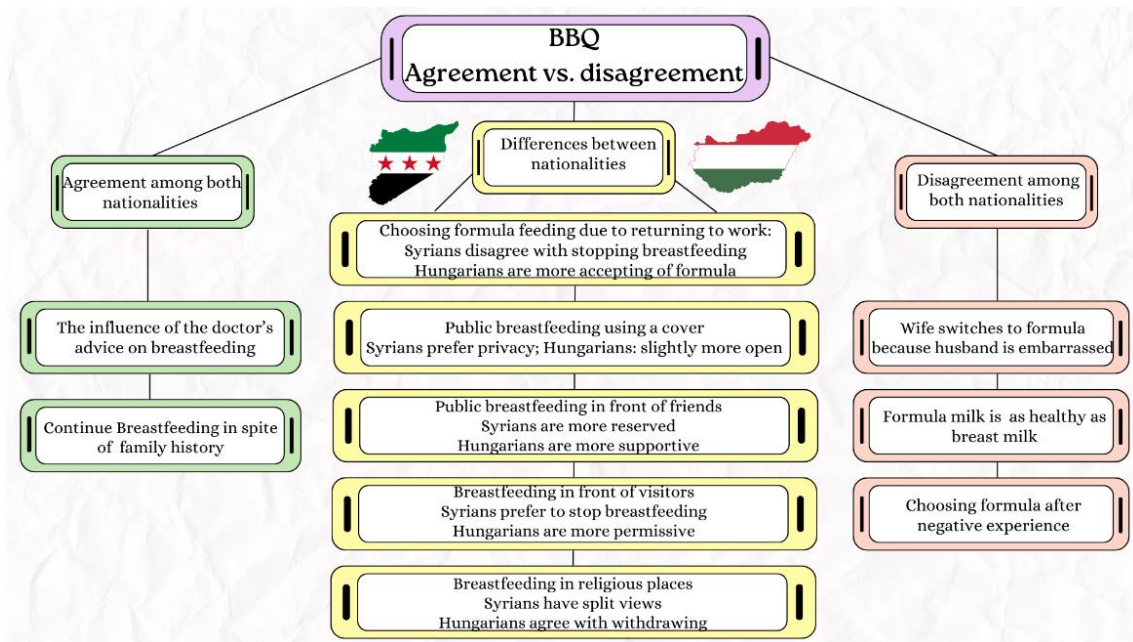 BBQ
Agreement vs. disagreement
Agreement among both
nationalities
The influence of the doctor's
advice on breastfeeding
Continue Breastfeeding in spite
of family history
Differences between
nationalities
Choosing formula feeding due to returning to work:
Syrians disagree with stopping breastfeeding
Hungarians are more accepting of formula
Public breastfeeding using a cover
Syrians prefer privacy; Hungarians: slightly more open
Public breastfeeding in front of friends
Syrians are more reserved
Hungarians are more supportive
Breastfeeding in front of visitors
Syrians prefer to stop breastfeeding
Hungarians are more permissive
Breastfeeding in religious places
Syrians have split views
Hungarians agree with withdrawing
Disagreement among
both nationalities
Wife switches to formula
because husband is embarrassed
Formula milk is as healthy as
breast milk
Choosing formula after
negative experience